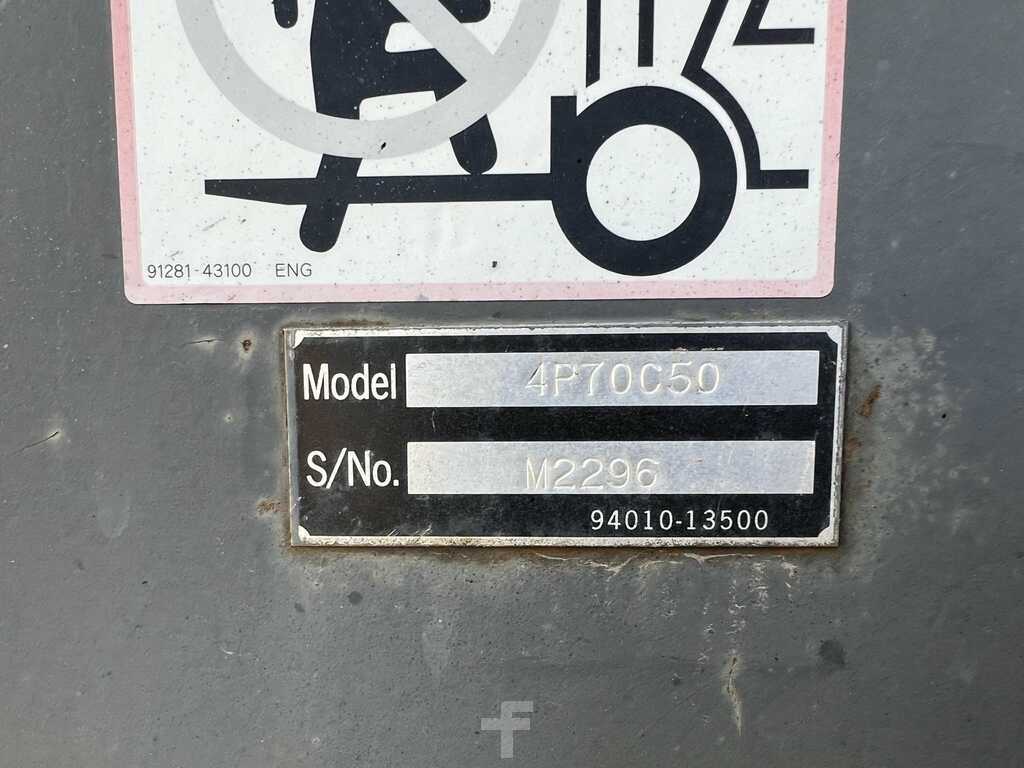 91281-43100 ENG
Model 4P70C50
S/No. M2296
94010-13500